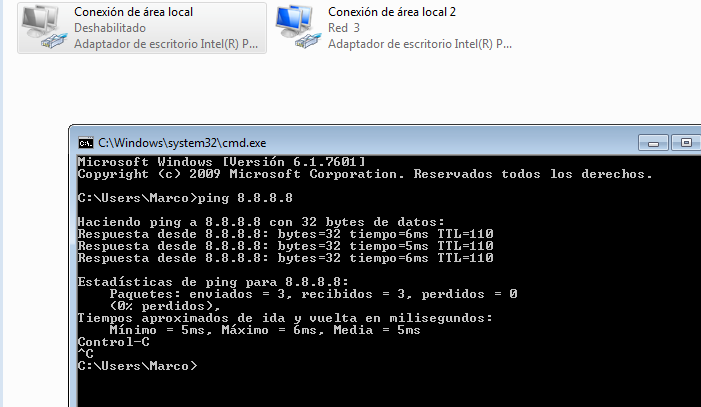 Conexión de área local
Deshabilitado
Adaptador de escritorio Intel(R) P...
Conexión de área local 2
Red 3
Adaptador de escritorio Intel(R) P...
C:\Windows\system32\cmd.exe
Microsoft Windows [Versión 6.1.7601]
Copyright (c) 2009 Microsoft Corporation. Reservados todos los derechos.
C:\Users\Marco>ping 8.8.8.8
Haciendo ping a 8.8.8.8 con 32 bytes de datos:
Respuesta desde 8.8.8.8: bytes=32 tiempo=6ms TTL=110
Respuesta desde 8.8.8.8: bytes=32 tiempo=5ms TTL=110
Respuesta desde 8.8.8.8: bytes=32 tiempo=6ms TTL=110
Estadísticas de ping para 8.8.8.8:
Paquetes: enviados = 3, recibidos = 3, perdidos = 0
(0% perdidos),
Tiempos aproximados de ida y vuelta en milisegundos:
Mínimo = 5ms, Máximo = 6ms, Media = 5ms
Control-C
^C
C:\Users\Marco>